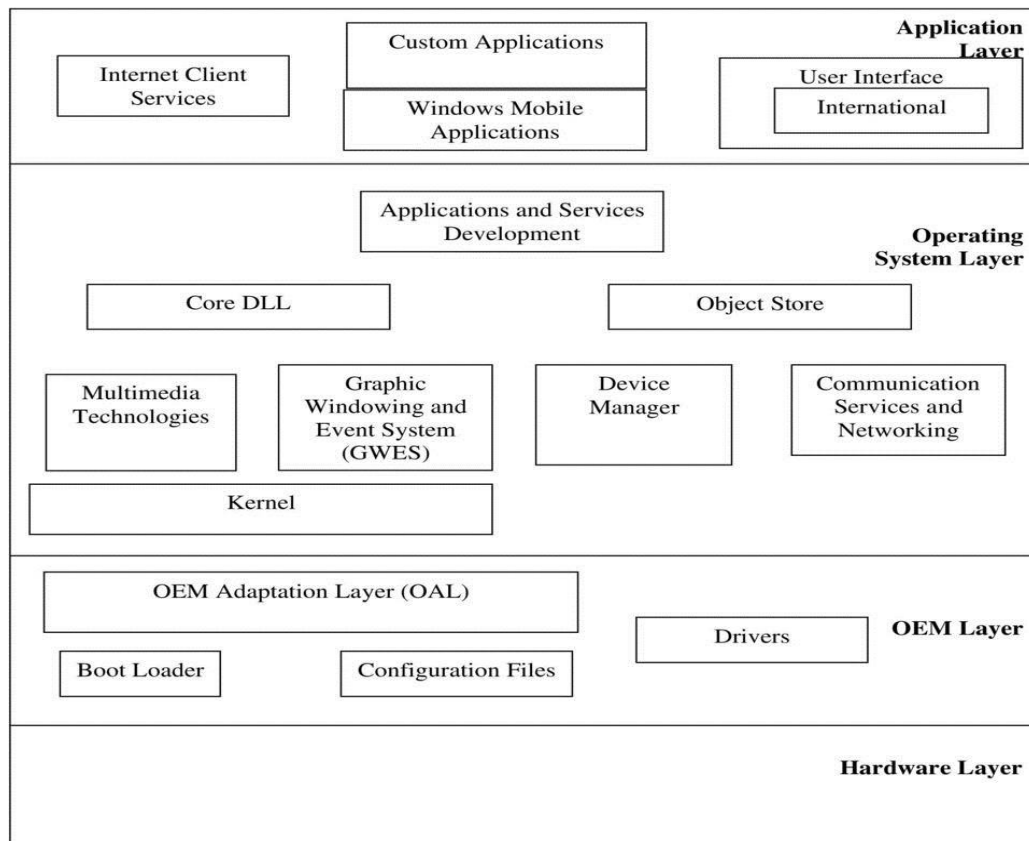 Application
Layer
Custom Applications
Internet Client
Services
Windows Mobile
Applications
User Interface
International
Applications and Services
Development
Operating
System Layer
Core DLL
Object Store
Multimedia
Technologies
Graphic
Windowing and
Event System
(GWES)
Device
Manager
Communication
Services and
Networking
Kernel
OEM Adaptation Layer (OAL)
OEM Layer
Drivers
Boot Loader
Configuration Files
Hardware Layer